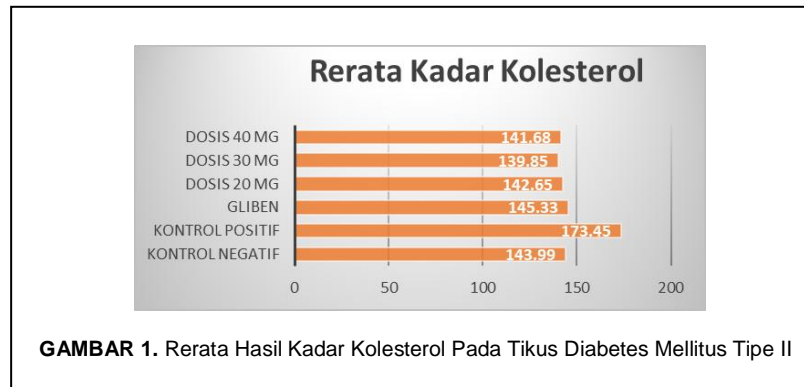 Rerata Kadar Kolesterol
DOSIS 40 MG 141.68
DOSIS 30 MG 139.85
DOSIS 20 MG 142.65
GLIBEN 145.33
KONTROL POSITIF 173.45
KONTROL NEGATIF 143.99
0 50 100 150 200
GAMBAR 1. Rerata Hasil Kadar Kolesterol Pada Tikus Diabetes Mellitus Tipe II